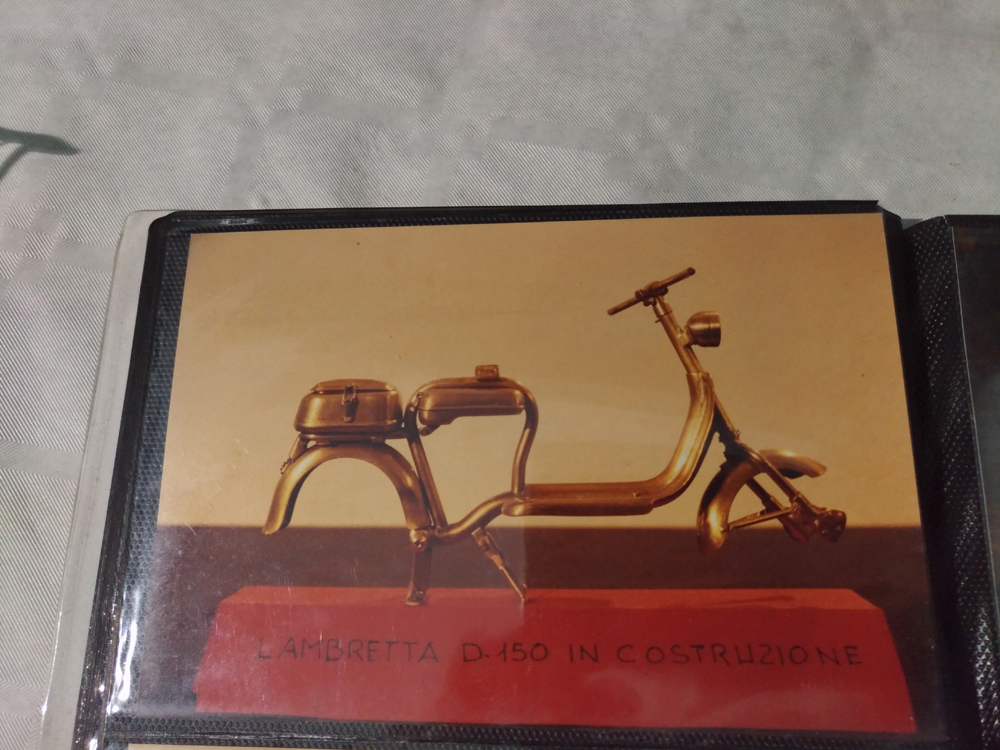 LAMBRETTA D-150 IN COSTRUZIONE